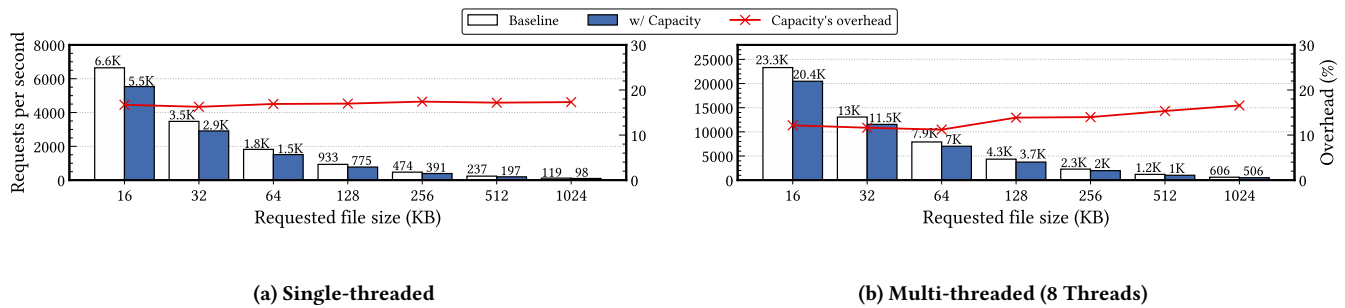 Baseline w/ Capacity Capacity's overhead
Requests per second
8000
6000
4000
2000
0
30
20
10
0
6.6K 5.5K 3.5K 2.9K 1.8K 1.5K 933 775 474 391 237 197 119 98
16 32 64 128 256 512 1024
Requested file size (KB)
(a) Single-threaded
25000
20000
15000
10000
5000
0
30
20
10
0
Overhead (%)
23.3K 20.4K 13K 11.5K 7.9K 7K 4.3K 3.7K 2.3K 2K 1.2K 1K 606 506
16 32 64 128 256 512 1024
Requested file size (KB)
(b) Multi-threaded (8 Threads)